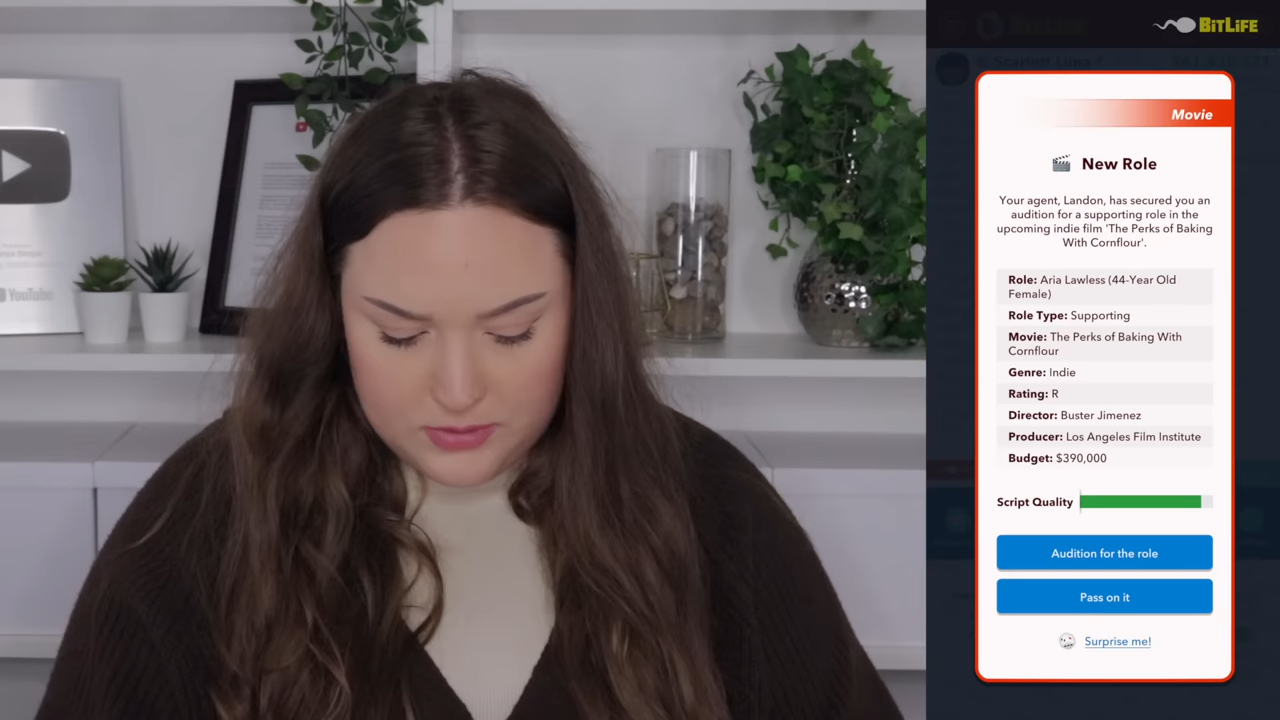 YouTube
BITLIFE
Movie
New Role
Your agent, Landon, has secured you an
audition for a supporting role in the
upcoming indie film 'The Perks of Baking
With Cornflour'.
Role: Aria Lawless (44-Year Old
Female)
Role Type: Supporting
Movie: The Perks of Baking With
Cornflour
Genre: Indie
Rating: R
Director: Buster Jimenez
Producer: Los Angeles Film Institute
Budget: $390,000
Script Quality
Audition for the role
Pass on it
Surprise me!